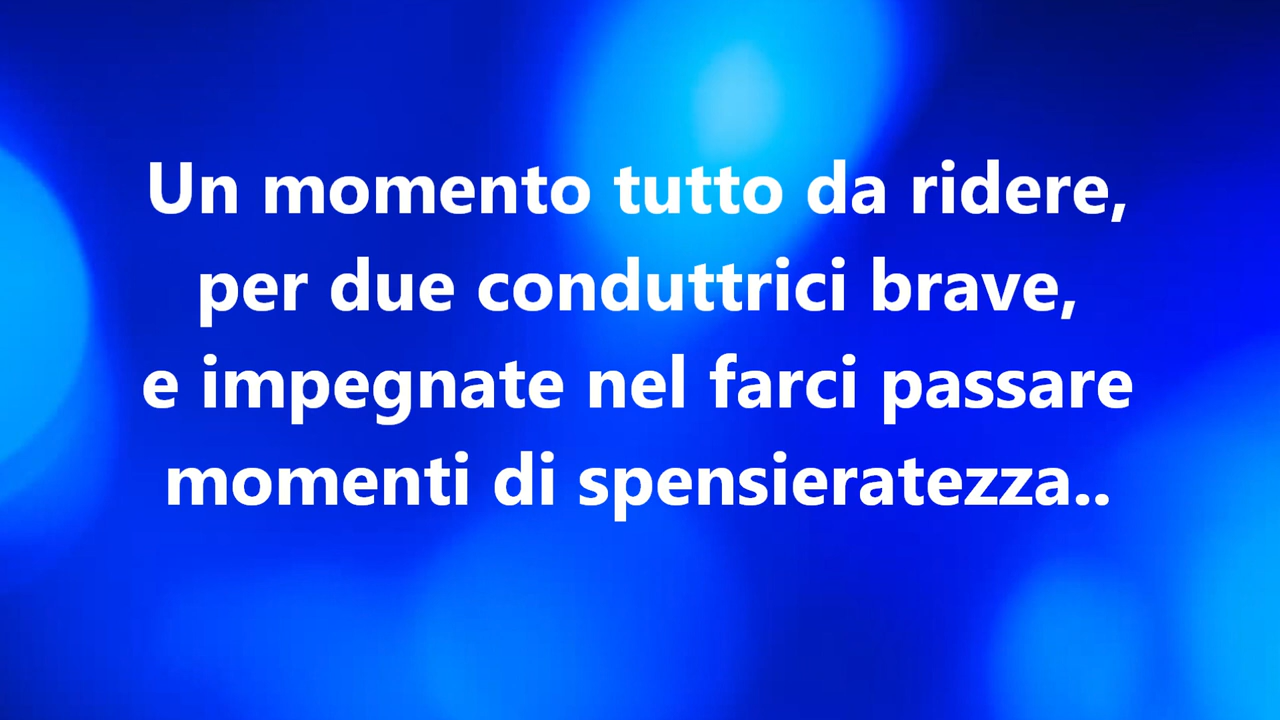 Un momento tutto da ridere,
per due conduttrici brave,
e impegnate nel farci passare
momenti di spensieratezza..